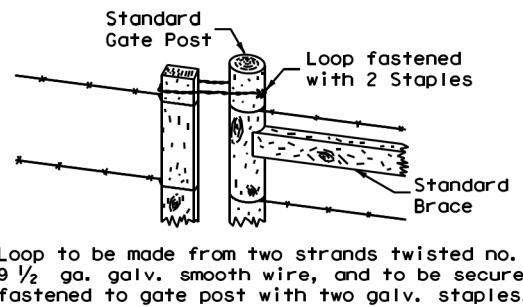 Standard
Gate Post
Loop fastened
with 2 Staples
Standard
Brace
Loop to be made from two strands twisted no.
9 ½ ga. galv. smooth wire, and to be secure
fastened to gate post with two galv. staples.